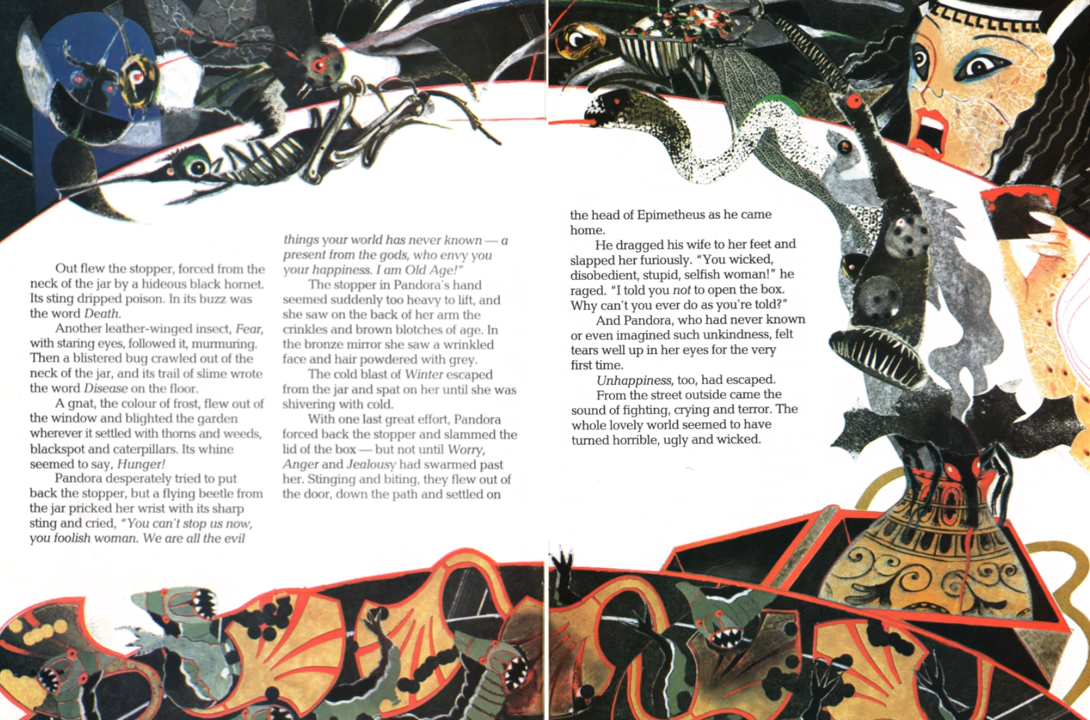 Out flew the stopper, forced from the
neck of the jar by a hideous black hornet.
Its sting dripped poison. In its buzz was
the word Death.
Another leather-winged insect, Fear,
with staring eyes, followed it, murmuring.
Then a blistered bug crawled out of the
neck of the jar, and its trail of slime wrote
the word Disease on the floor.
A gnat, the colour of frost, flew out of
the window and blighted the garden
wherever it settled with thorns and weeds,
blackspot and caterpillars. Its whine
seemed to say, Hunger!
Pandora desperately tried to put
back the stopper, but a flying beetle from
the jar pricked her wrist with its sharp
sting and cried, “You can't stop us now,
you foolish woman. We are all the evil
things your world has never known — a
present from the gods, who envy you
your happiness. I am Old Age!”
The stopper in Pandora's hand
seemed suddenly too heavy to lift, and
she saw on the back of her arm the
crinkles and brown blotches of age. In
the bronze mirror she saw a wrinkled
face and hair powdered with grey.
The cold blast of Winter escaped
from the jar and spat on her until she was
shivering with cold.
With one last great effort, Pandora
forced back the stopper and slammed the
lid of the box — but not until Worry,
Anger and Jealousy had swarmed past
her. Stinging and biting, they flew out of
the door, down the path and settled on
the head of Epimetheus as he came
home.
He dragged his wife to her feet and
slapped her furiously. “You wicked,
disobedient, stupid, selfish woman!” he
raged. “I told you not to open the box.
Why can't you ever do as you're told?”
And Pandora, who had never known
or even imagined such unkindness, felt
tears well up in her eyes for the very
first time.
Unhappiness, too, had escaped.
From the street outside came the
sound of fighting, crying and terror. The
whole lovely world seemed to have
turned horrible, ugly and wicked.